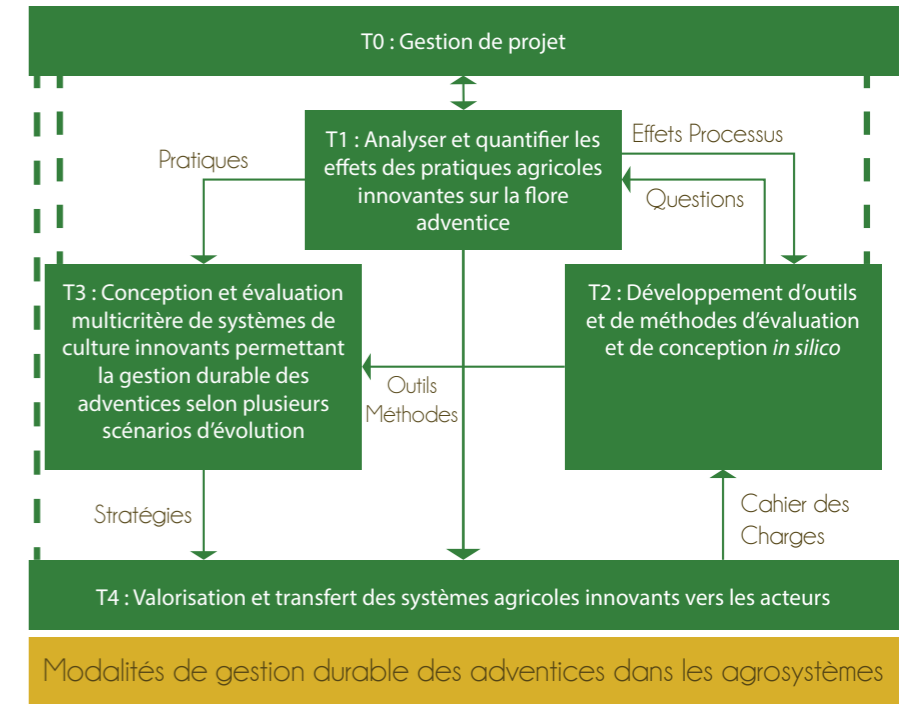 T0 : Gestion de projet
T1 : Analyser et quantifier les
effets des pratiques agricoles
innovantes sur la flore
adventice
Pratiques
Effets Processus
Questions
T3 : Conception et évaluation
multicritère de systèmes de
culture innovants permettant
la gestion durable des
adventices selon plusieurs
scénarios d'évolution
T2 : Développement d'outils
et de méthodes d'évaluation
et de conception in silico
Outils
Méthodes
Stratégies
Cahier des
Charges
T4 : Valorisation et transfert des systèmes agricoles innovants vers les acteurs
Modalités de gestion durable des adventices dans les agrosystèmes